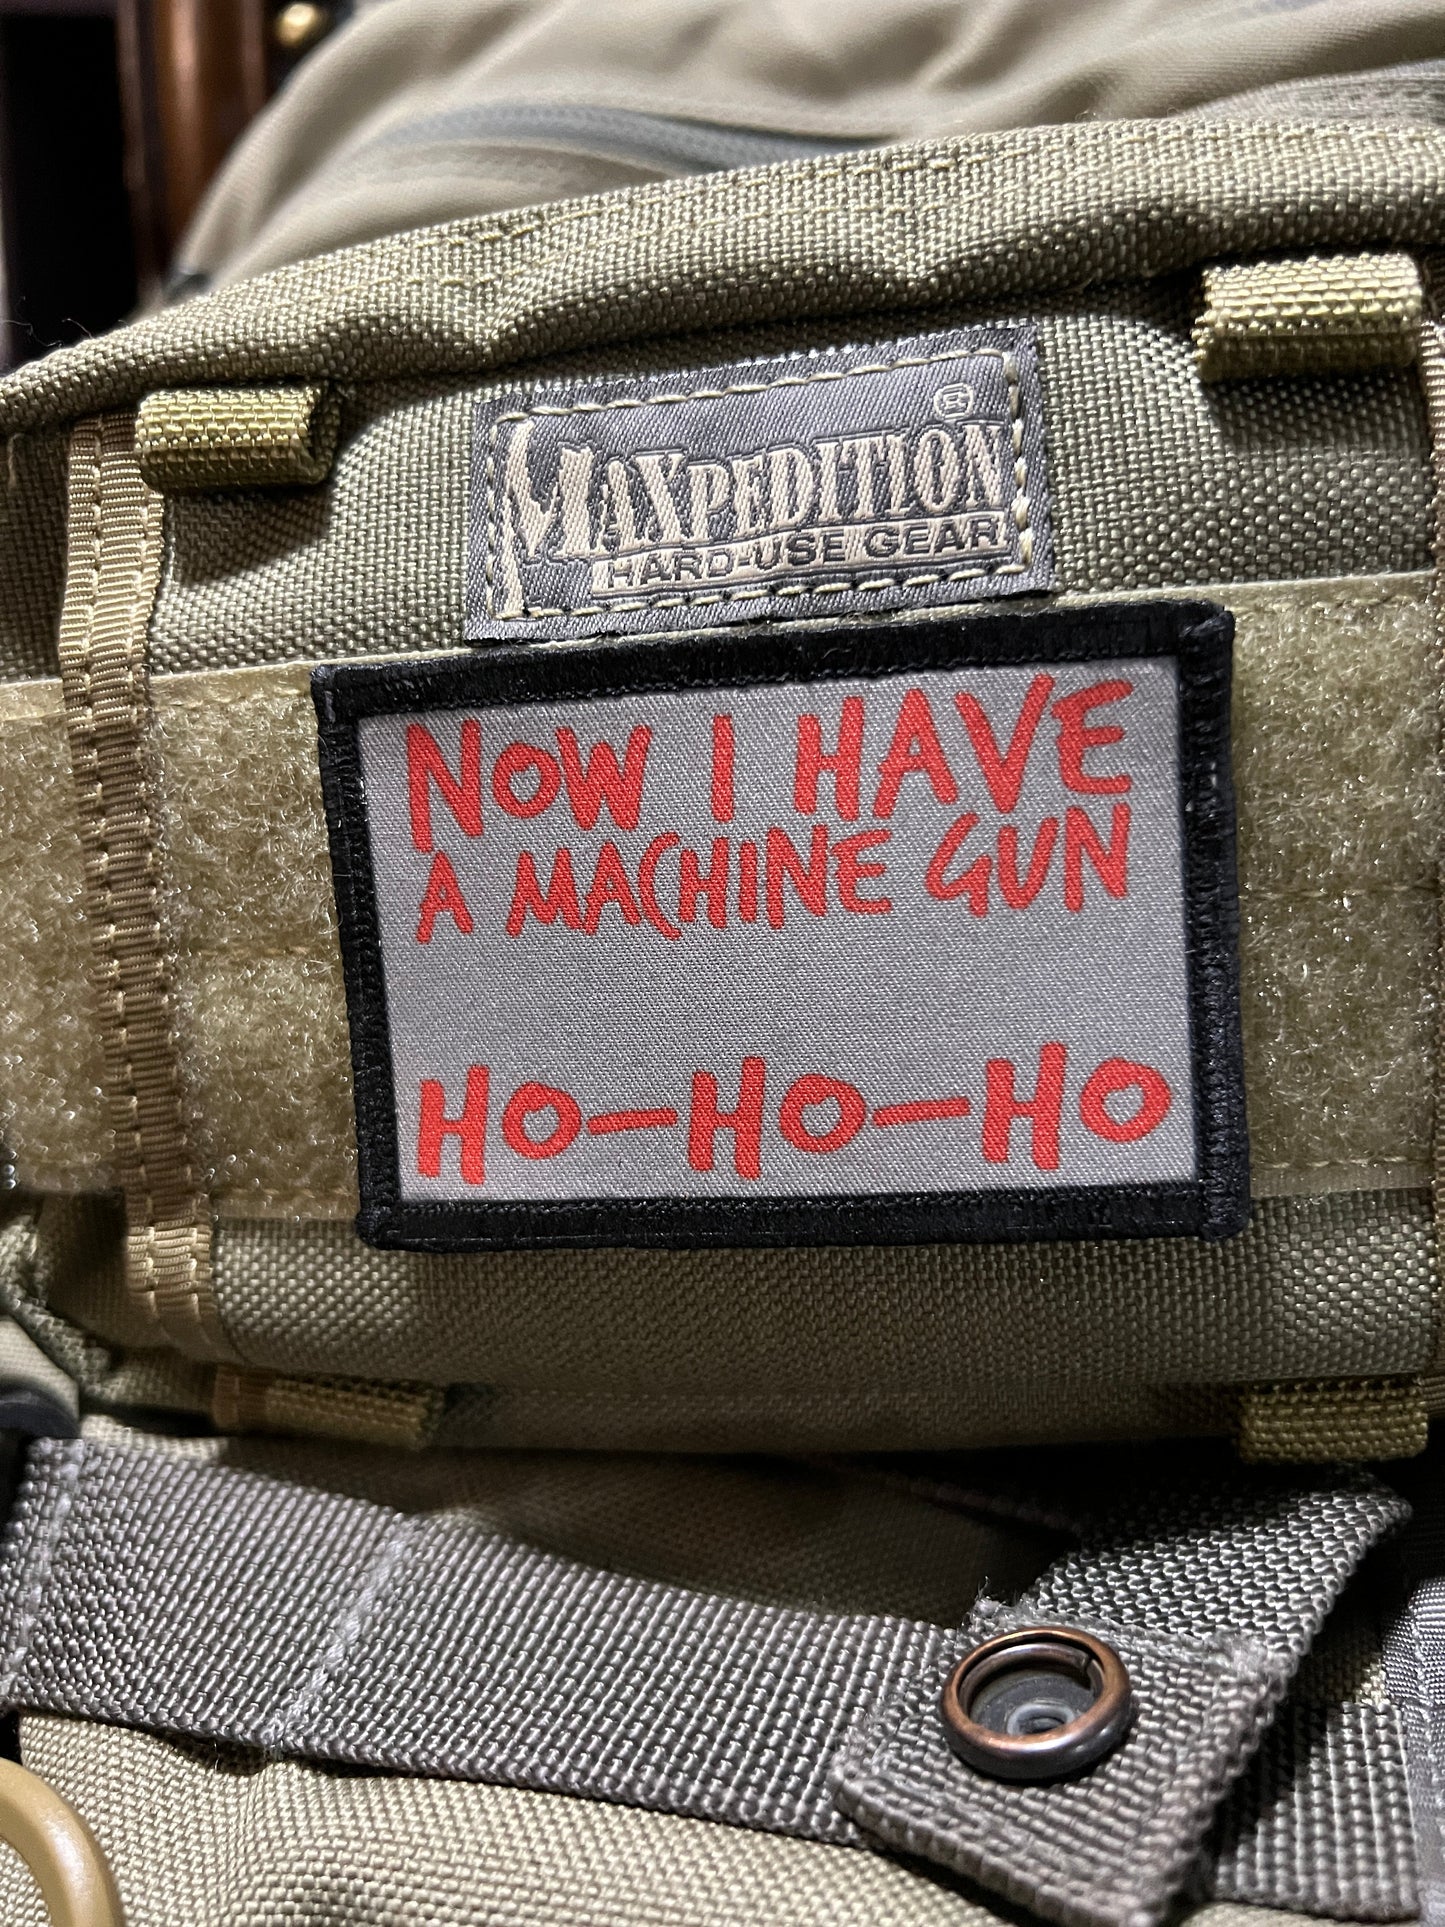 MAXPEDITION®
HARD-USE GEAR
NOW I HAVE
A MACHINE GUN
HO-HO-HO